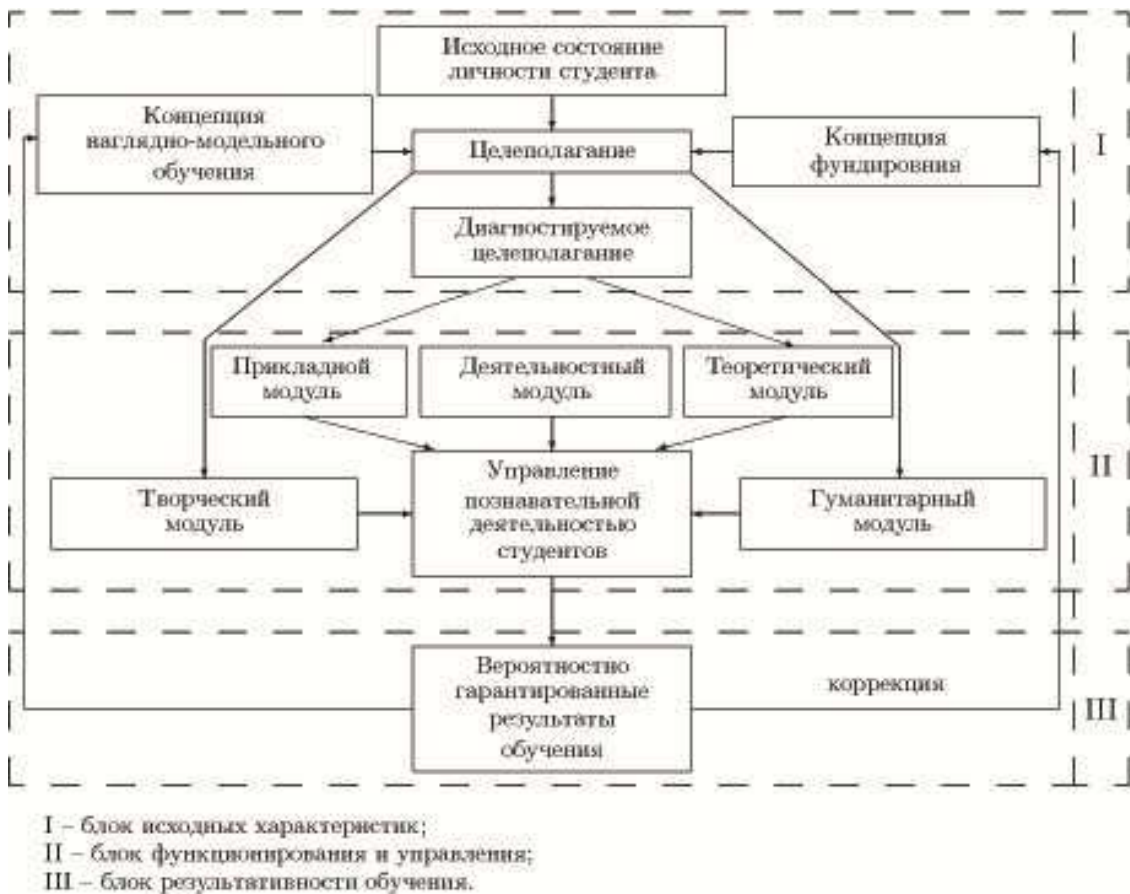 Исходное состояние
личности студента
Концепция
наглядно-модельного
обучения
Целеполагание
Концепция
фундировния
I
Диагностируемое
целеполагание
Прикладной
модуль
Деятельностный
модуль
Теоретический
модуль
Творческий
модуль
Управление
познавательной
деятельностью
студентов
Гуманитарный
модуль
II
Вероятностно
гарантированные
результаты
обучения
коррекция
III
I – блок исходных характеристик;
II – блок функционирования и управления;
III – блок результативности обучения.